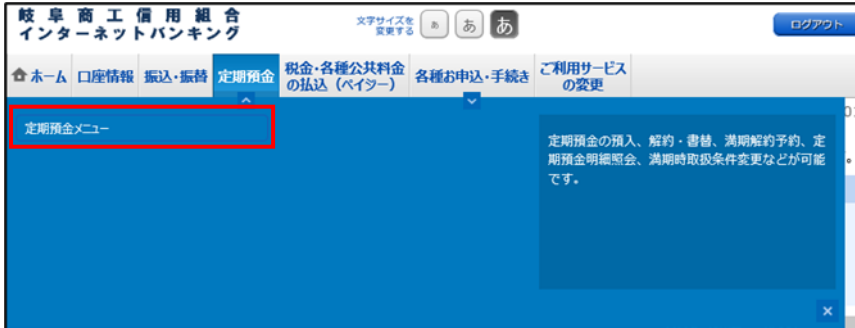 岐阜商工信用組合
インターネットバンキング
文字サイズを
変更する
あ あ あ
ログアウト
ホーム 口座情報 振込・振替 定期預金 税金・各種公共料金の払込（ペイジー） 各種お申込・手続き ご利用サービスの変更
定期預金メニュー
定期預金の預入、解約・書替、満期解約予約、定
期預金明細照会、満期時取扱条件変更などが可能
です。